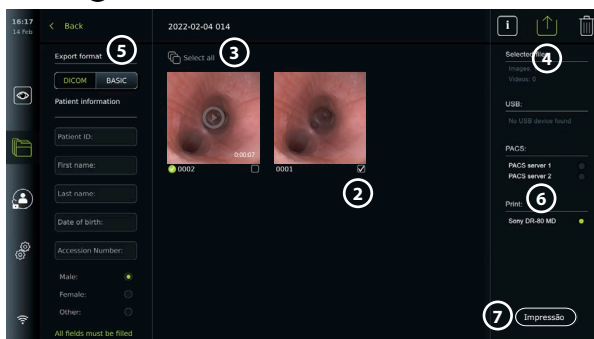 16:17
14 Feb
Back
Export format
5
DICOM
BASIC
Patient information
Patient ID:
First name:
Last name:
Date of birth:
Accession Number:
Male:
Female:
Other:
All fields must be filled
2022-02-04 014
Select all
3
0:00:07
0002
0001
2
i
Selected files:
4
Images:
Videos: 0
USB:
No USB device found
PACS:
PACS server 1
PACS server 2
6
Print:
Sony DR-80 MD
7
Impressão